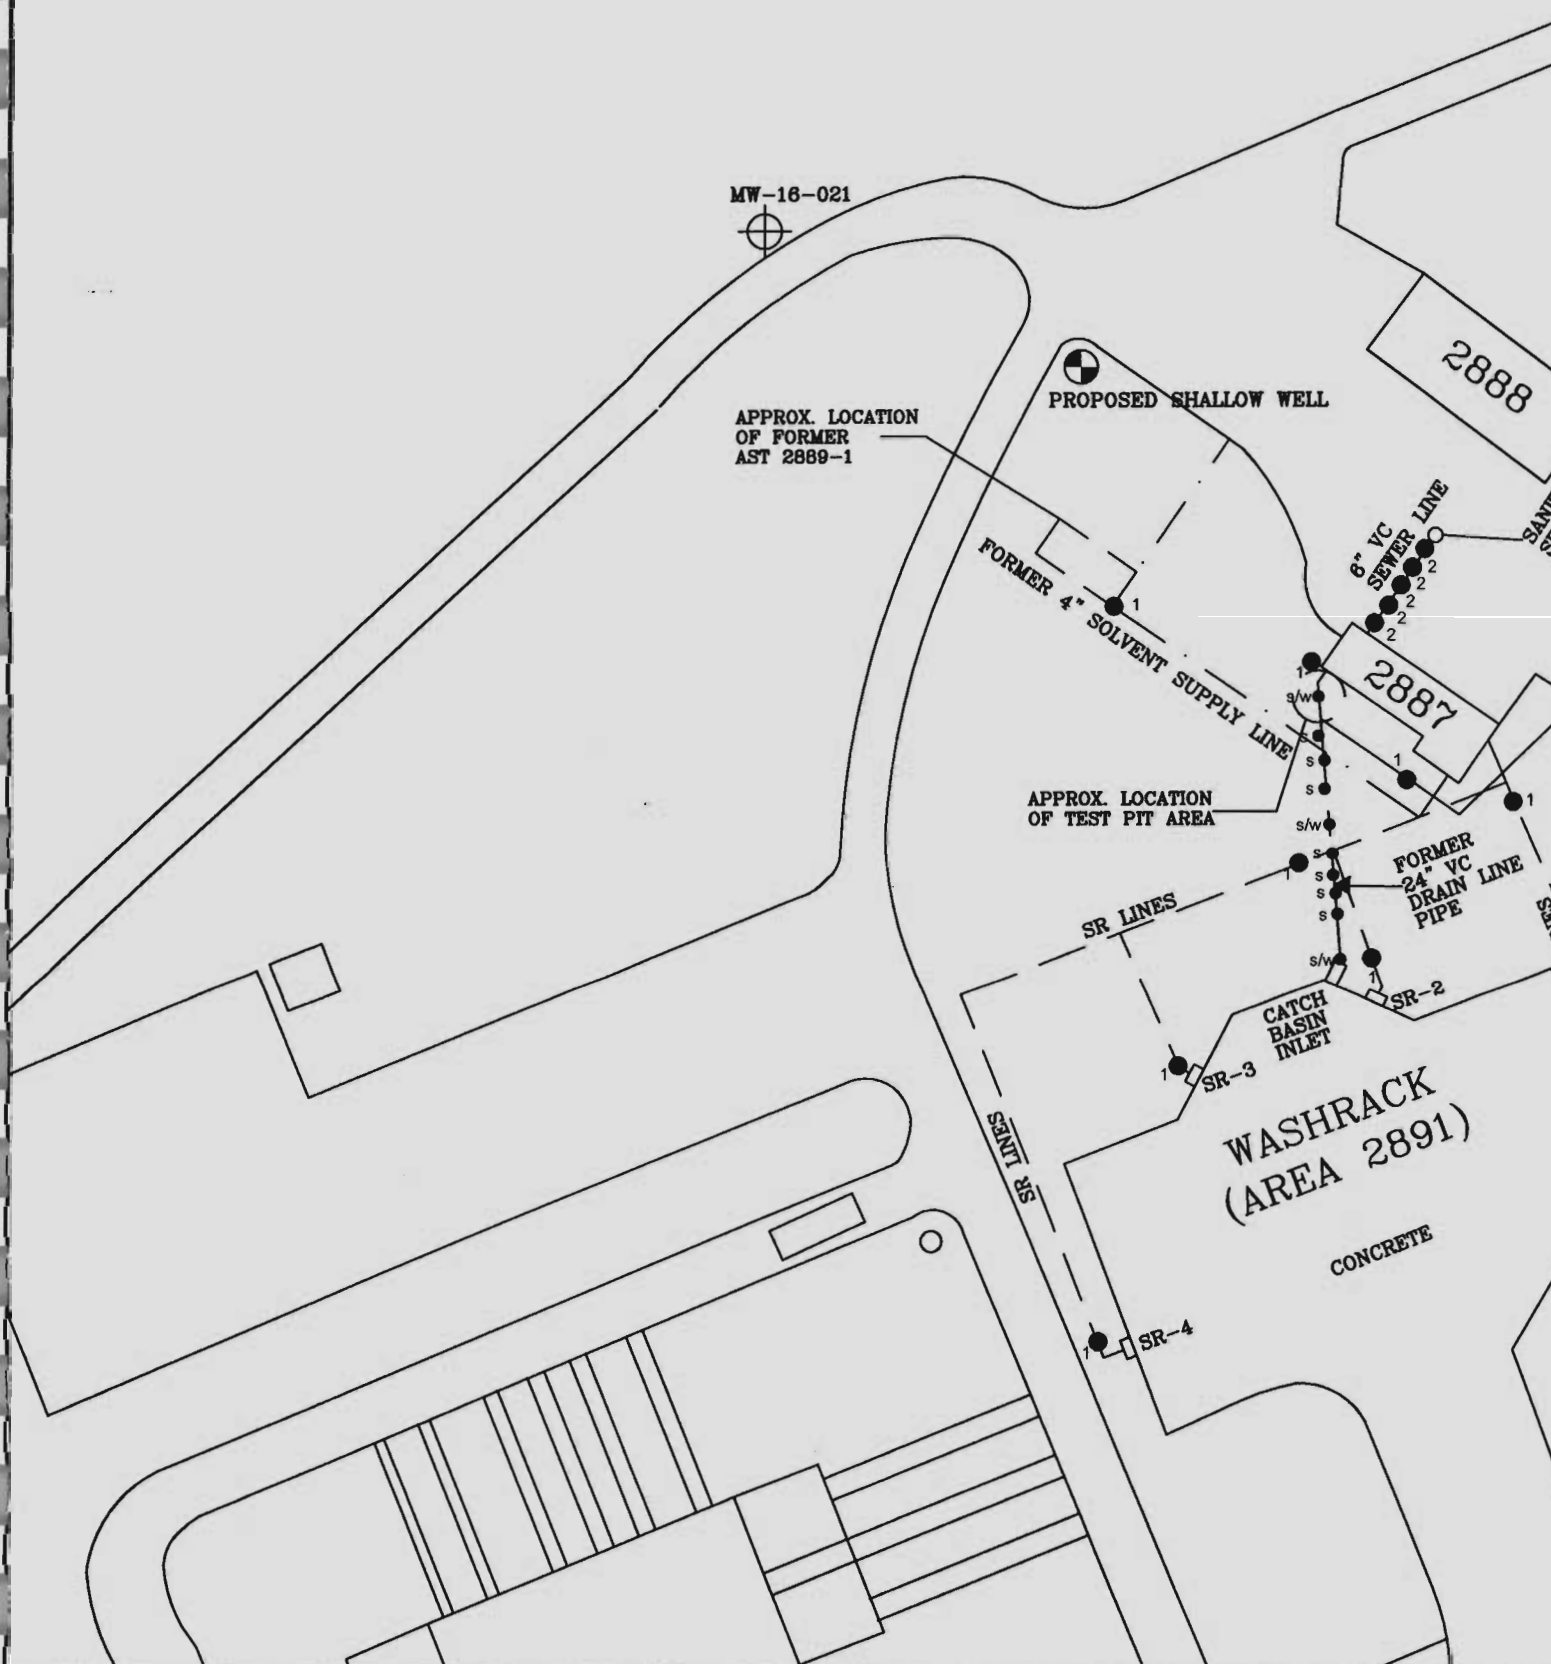 MW-16-021
2888
PROPOSED SHALLOW WELL
APPROX. LOCATION
OF FORMER
AST 2889-1
6" VC
SEWER LINE
2
2
2
2
2
FORMER 4" SOLVENT SUPPLY LINE
1
1
2887
s/w
s
s
s
1
1
APPROX. LOCATION
OF TEST PIT AREA
s/w
s
s
s
s
s/w
1
FORMER
24" VC
DRAIN LINE
PIPE
SR LINES
1
SR-2
CATCH
BASIN
INLET
1
SR-3
WASHRACK
(AREA 2891)
SR LINES
CONCRETE
1
SR-4